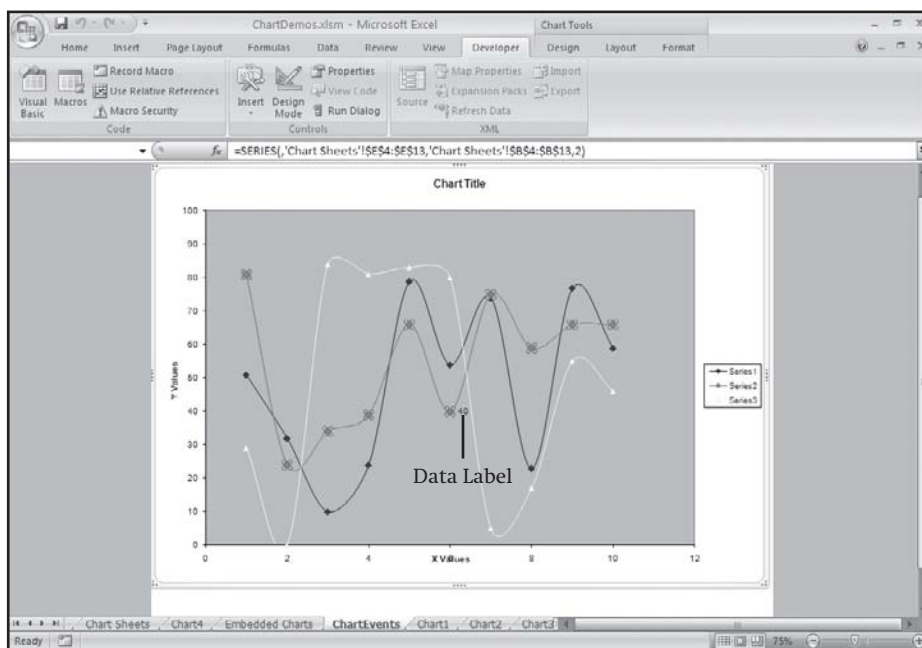 ChartDemos.xlsm - Microsoft Excel
Chart Tools
Home Insert Page Layout Formulas Data Review View Developer Design Layout Format
Visual Basic
Macros
Record Macro
Use Relative References
Macro Security
Code
Insert
Design Mode
Properties
View Code
Run Dialog
Controls
Source
Map Properties
Expansion Packs
Refresh Data
Import
Export
XML
fx =SERIES(,'Chart Sheets'!$E$4:$E$13,'Chart Sheets'!$B$4:$B$13,2)
Chart Title
100
90
80
70
60
50
40
30
20
10
0
Y Values
40
Data Label
Series1
Series2
Series3
0 2 4 6 8 10 12
X Values
Chart Sheets Chart4 Embedded Charts ChartEvents Chart1 Chart2 Chart3
Ready
75%